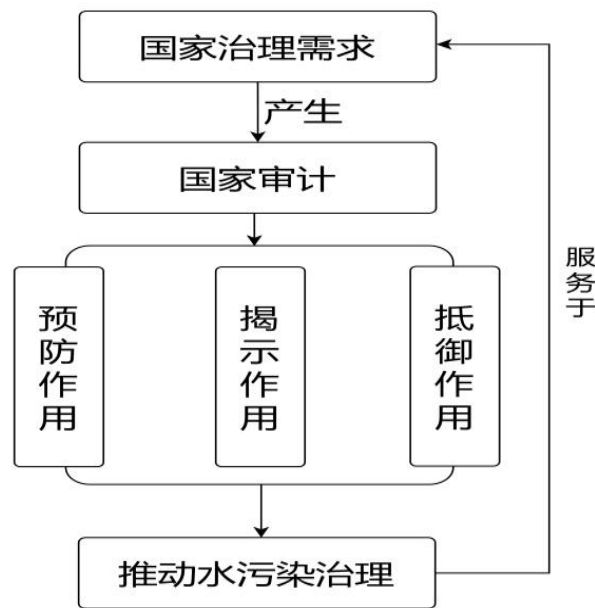 国家治理需求
产生
国家审计
服务于
预防作用
揭示作用
抵御作用
推动水污染治理